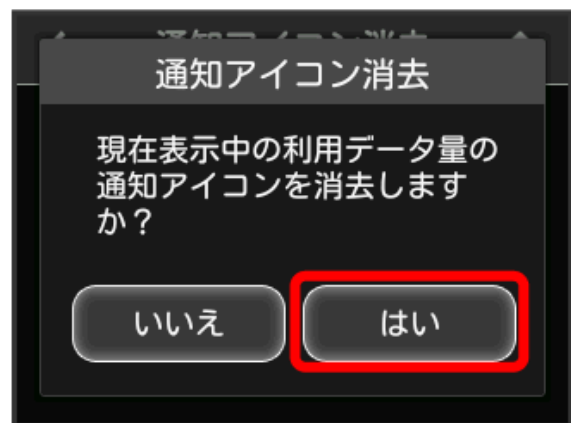 通知アイコン消去
現在表示中の利用データ量の
通知アイコンを消去します
か？
いいえ
はい